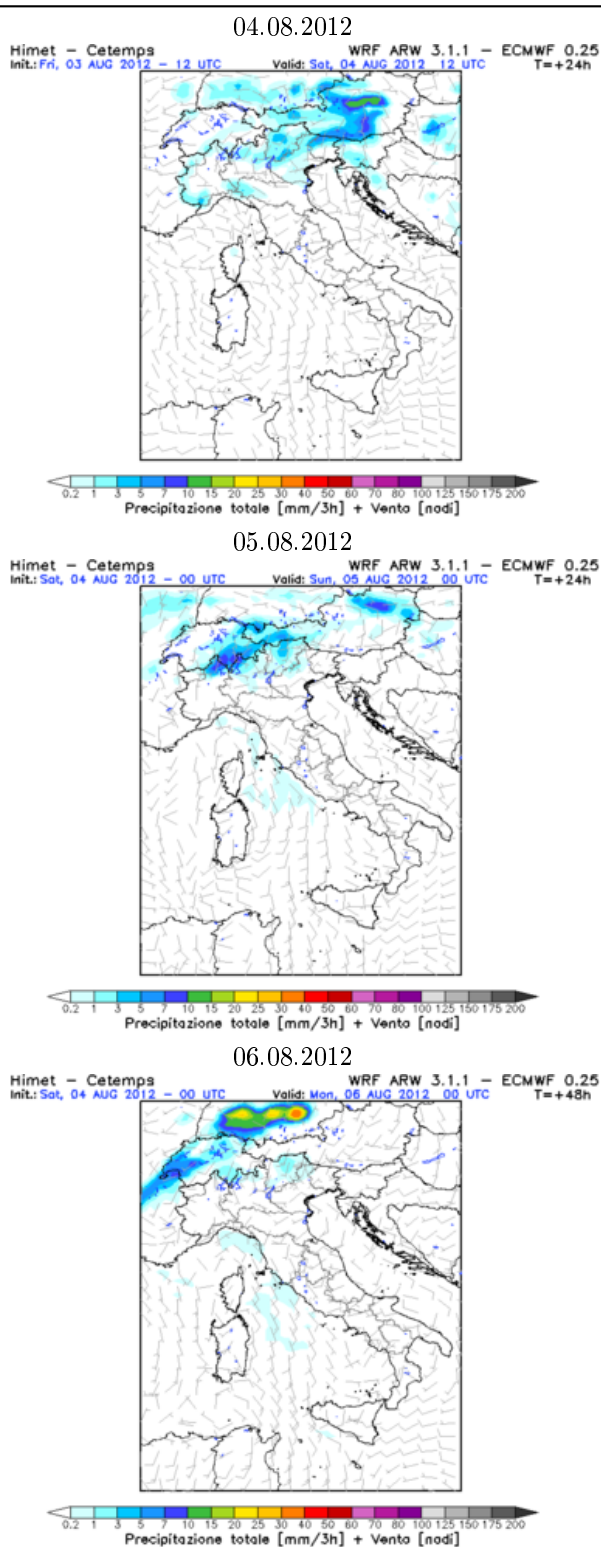 04.08.2012
Himet - Cetemps WRF ARW 3.1.1 - ECMWF 0.25
Init.: Fri, 03 AUG 2012 - 12 UTC Valid: Sat, 04 AUG 2012 12 UTC T=+24h
0.2 1 3 5 7 10 15 20 25 30 40 50 60 70 80 100 125 150 175 200
Precipitazione totale [mm/3h] + Vento [nodi]
05.08.2012
Himet - Cetemps WRF ARW 3.1.1 - ECMWF 0.25
Init.: Sat, 04 AUG 2012 - 00 UTC Valid: Sun, 05 AUG 2012 00 UTC T=+24h
0.2 1 3 5 7 10 15 20 25 30 40 50 60 70 80 100 125 150 175 200
Precipitazione totale [mm/3h] + Vento [nodi]
06.08.2012
Himet - Cetemps WRF ARW 3.1.1 - ECMWF 0.25
Init.: Sat, 04 AUG 2012 - 00 UTC Valid: Mon, 06 AUG 2012 00 UTC T=+48h
0.2 1 3 5 7 10 15 20 25 30 40 50 60 70 80 100 125 150 175 200
Precipitazione totale [mm/3h] + Vento [nodi]